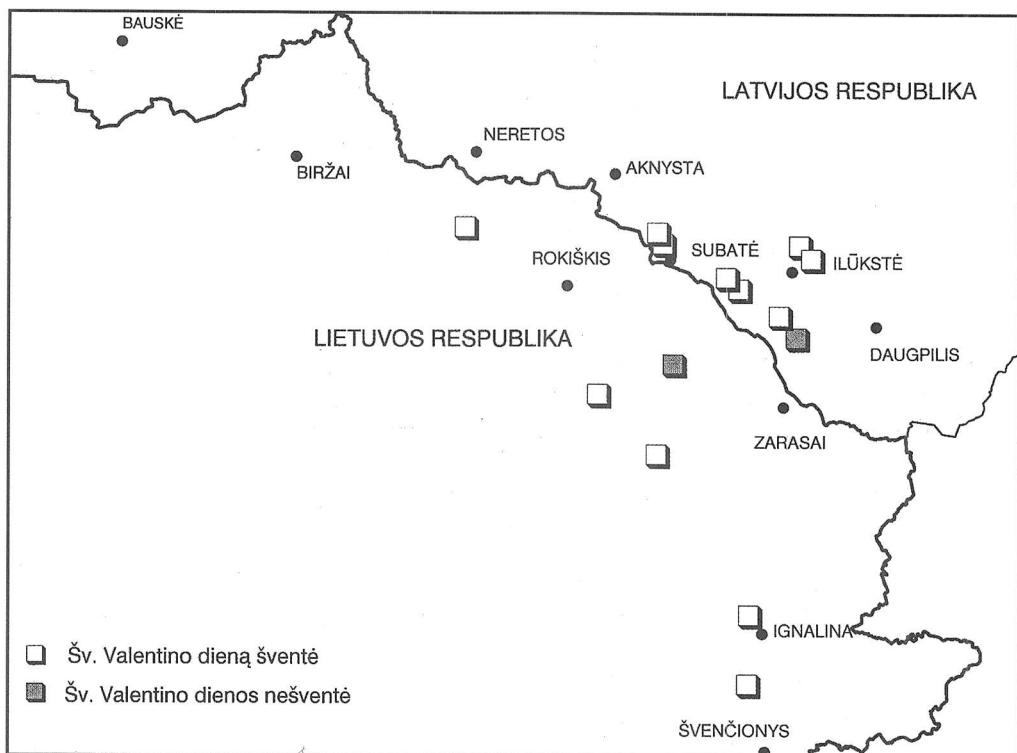 BAUSKĖ
LATVIJOS RESPUBLIKA
NERETOS
BIRŽAI
AKNYSTA
SUBATĖ
ILŪKSTĖ
ROKIŠKIS
LIETUVOS RESPUBLIKA
DAUGPILIS
ZARASAI
IGNALINA
Šv. Valentino dieną šventė
Šv. Valentino dienos nešventė
ŠVENČIONYS